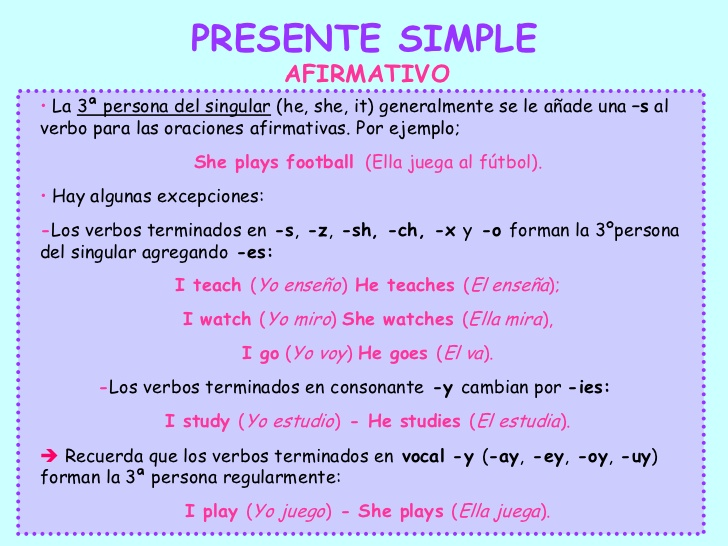 PRESENTE SIMPLE
AFIRMATIVO
• La 3ª persona del singular (he, she, it) generalmente se le añade una –s al
verbo para las oraciones afirmativas. Por ejemplo;
She plays football (Ella juega al fútbol).
• Hay algunas excepciones:
-Los verbos terminados en -s, -z, -sh, -ch, -x y -o forman la 3ºpersona
del singular agregando -es:
I teach (Yo enseño) He teaches (El enseña);
I watch (Yo miro) She watches (Ella mira),
I go (Yo voy) He goes (El va).
-Los verbos terminados en consonante -y cambian por -ies:
I study (Yo estudio) - He studies (El estudia).
➔ Recuerda que los verbos terminados en vocal -y (-ay, -ey, -oy, -uy)
forman la 3ª persona regularmente:
I play (Yo juego) - She plays (Ella juega).